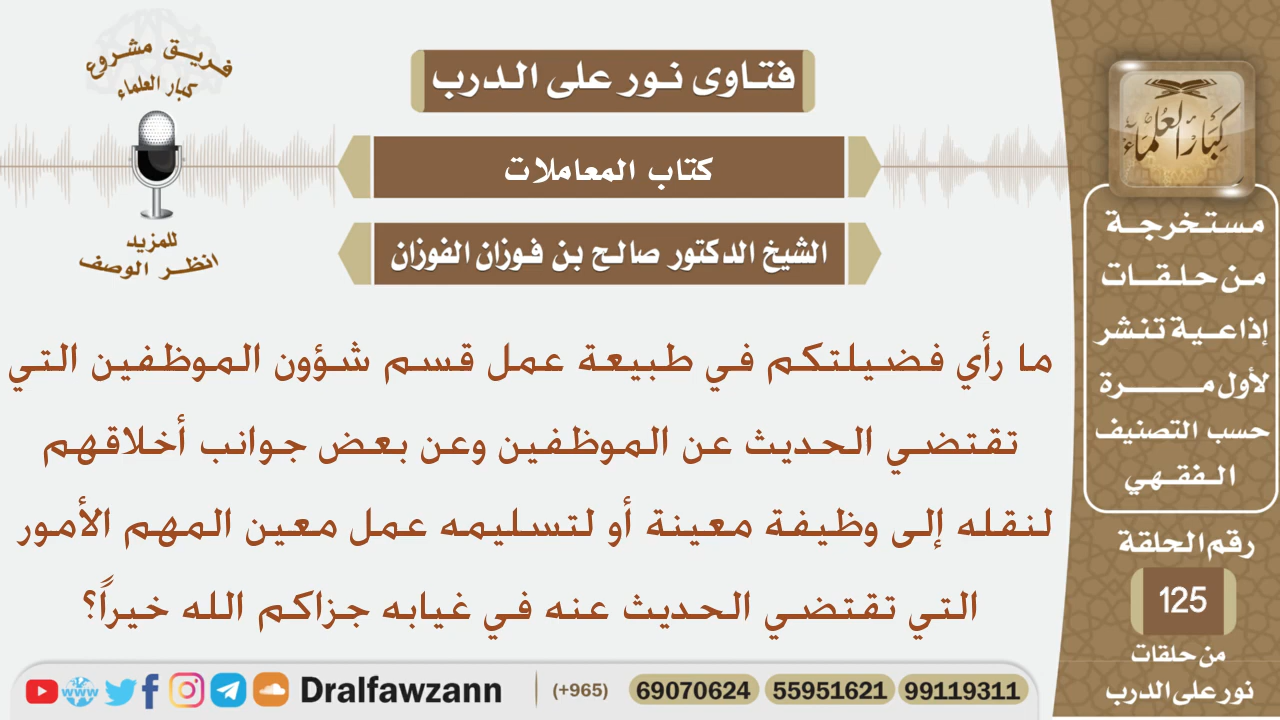 فريق مشروع
كبار العلماء
للمزيد
انظر الوصف
فتاوى نور على الدرب
كتاب المعاملات
الشيخ الدكتور صالح بن فوزان الفوزان
ما رأي فضيلتكم في طبيعة عمل قسم شؤون الموظفين التي
تقتضي الحديث عن الموظفين وعن بعض جوانب أخلاقهم
لنقله إلى وظيفة معينة أو لتسليمه عمل معين المهم الأمور
التي تقتضي الحديث عنه في غيابه جزاكم الله خيراً؟
كِبَارُ العُلَمَاءِ
مستخرجة
من حلقات
إذاعية تنشر
لأول مرة
حسب التصنيف
الفقهي
رقم الحلقة
125
من حلقات
نور على الدرب
www
Dralfawzann
(+965) 69070624 55951621 99119311